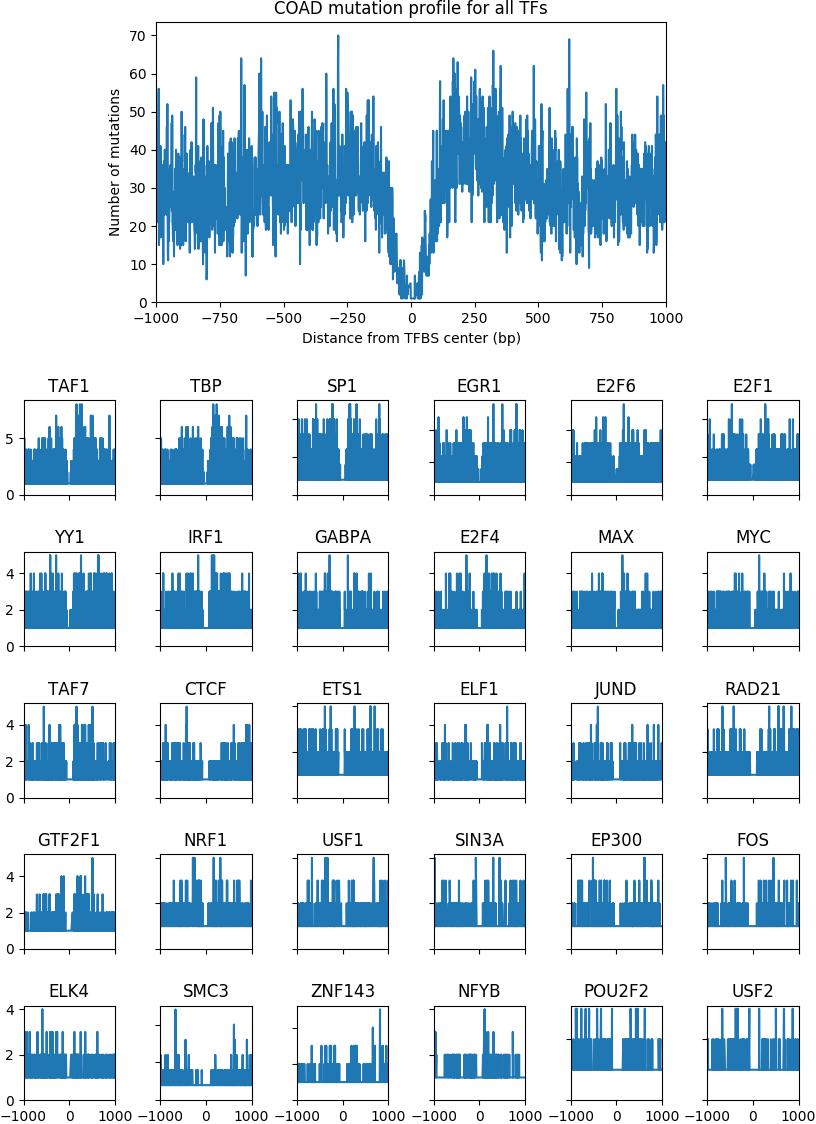 COAD mutation profile for all TFs
70
60
50
40
30
20
10
0
Number of mutations
−1000 −750 −500 −250 0 250 500 750 1000
Distance from TFBS center (bp)
TAF1 TBP SP1 EGR1 E2F6 E2F1
5
0
YY1 IRF1 GABPA E2F4 MAX MYC
4
2
0
TAF7 CTCF ETS1 ELF1 JUND RAD21
4
2
0
GTF2F1 NRF1 USF1 SIN3A EP300 FOS
4
2
0
ELK4 SMC3 ZNF143 NFYB POU2F2 USF2
4
2
0
−1000 0 1000 −1000 0 1000 −1000 0 1000 −1000 0 1000 −1000 0 1000 −1000 0 1000